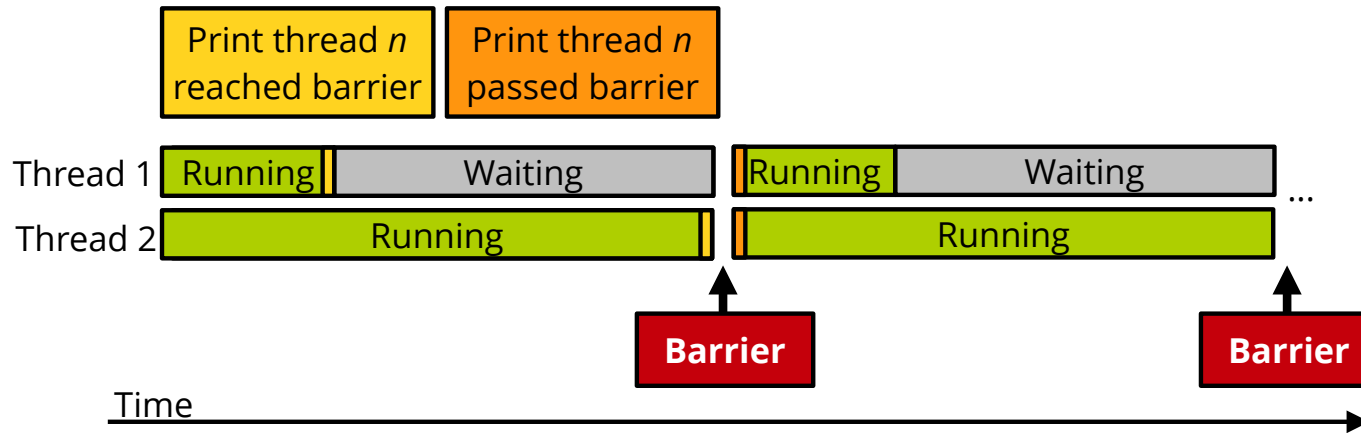 Print thread n
reached barrier
Print thread n
passed barrier
Thread 1
Running
Waiting
Running
Waiting
...
Thread 2
Running
Running
Barrier
Barrier
Time